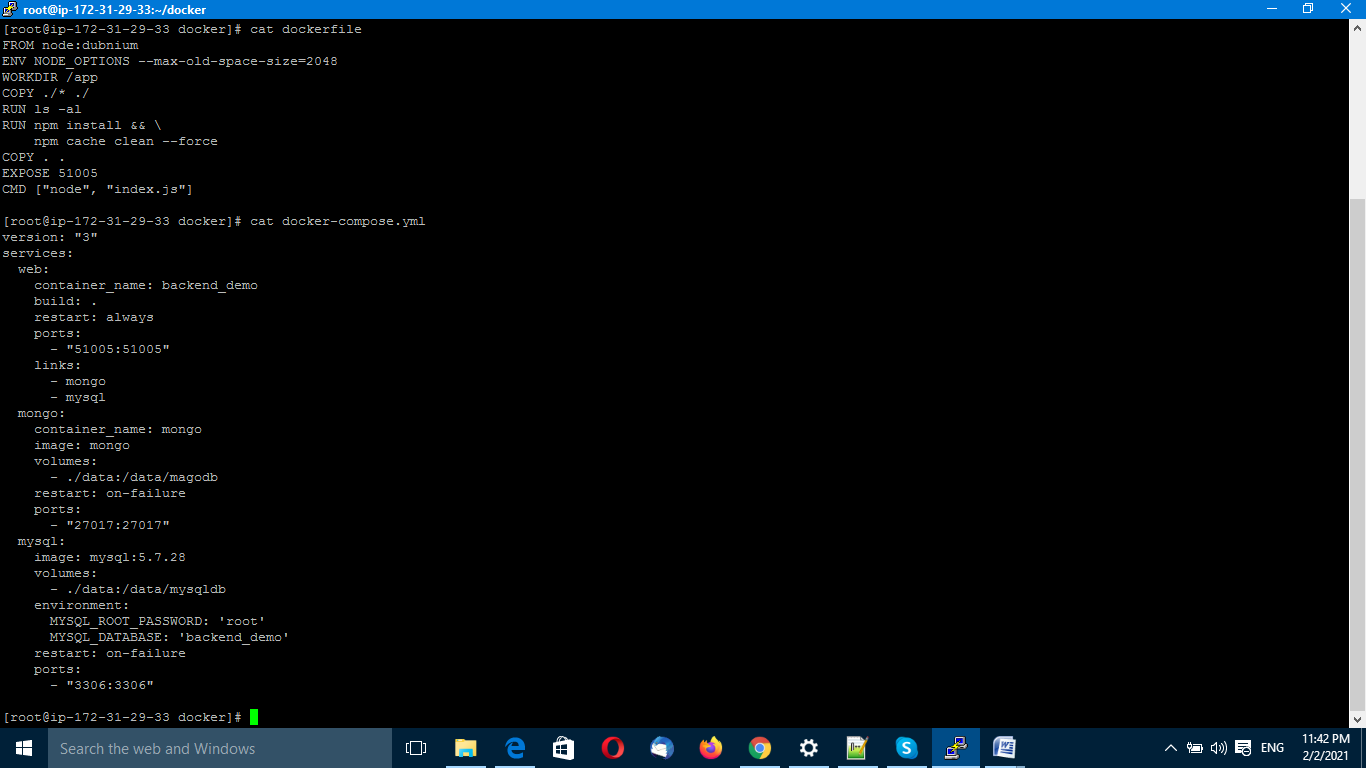 root@ip-172-31-29-33:~/docker
[root@ip-172-31-29-33 docker]# cat dockerfile
FROM node:dubnium
ENV NODE_OPTIONS --max-old-space-size=2048
WORKDIR /app
COPY ./* ./
RUN ls -al
RUN npm install && \
    npm cache clean --force
COPY . .
EXPOSE 51005
CMD ["node", "index.js"]

[root@ip-172-31-29-33 docker]# cat docker-compose.yml
version: "3"
services:
  web:
    container_name: backend_demo
    build: .
    restart: always
    ports:
      - "51005:51005"
    links:
      - mongo
      - mysql
  mongo:
    container_name: mongo
    image: mongo
    volumes:
      - ./data:/data/magodb
    restart: on-failure
    ports:
      - "27017:27017"
  mysql:
    image: mysql:5.7.28
    volumes:
      - ./data:/data/mysqldb
    environment:
      MYSQL_ROOT_PASSWORD: 'root'
      MYSQL_DATABASE: 'backend_demo'
    restart: on-failure
    ports:
      - "3306:3306"

[root@ip-172-31-29-33 docker]#
Search the web and Windows
ENG
11:42 PM
2/2/2021